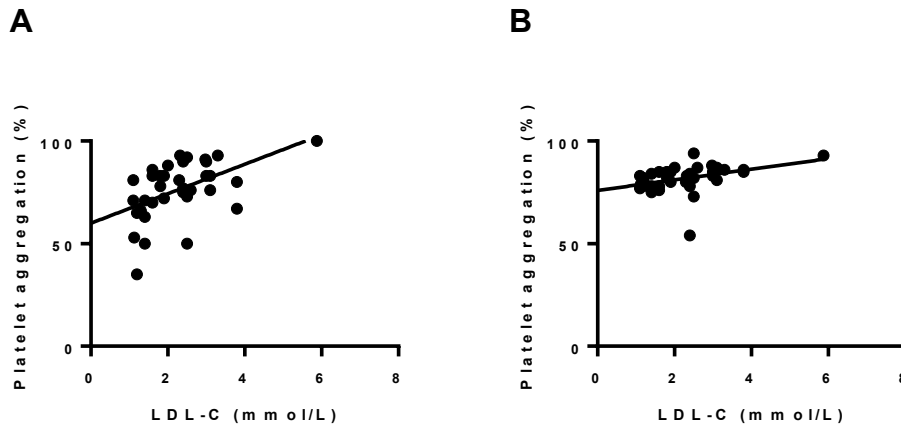 A
B
Platelet aggregation (%)
100
50
0
0 2 4 6 8
LDL-C (mmol/L)
Platelet aggregation (%)
100
50
0
0 2 4 6
LDL-C (mmol/L)